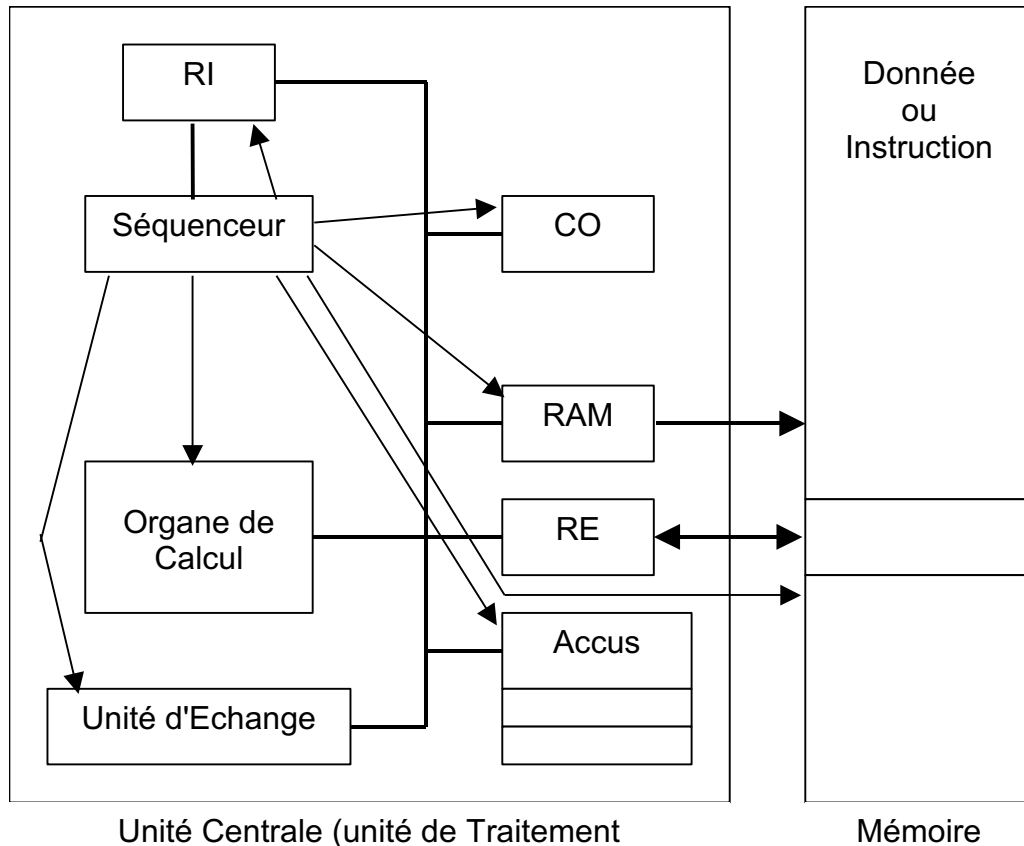 RI
Donnée
ou
Instruction
Séquenceur
CO
RAM
Organe de
Calcul
RE
Accus
Unité d'Echange
Unité Centrale (unité de Traitement
Mémoire